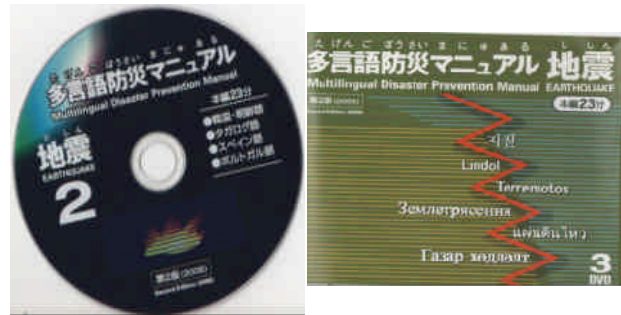 たげんご ぼうさい まにゅある
多言語防災マニュアル
Multilingual Disaster Prevention Manual
本編23分
●韓国・朝鮮語
●タガログ語
●スペイン語
●ポルトガル語
じしん
地震
EARTHQUAKE
2
第2版(2008)
Second Edition (2008)
たげんご ぼうさい まにゅある
多言語防災マニュアル
Multilingual Disaster Prevention Manual
じしん
地震
EARTHQUAKE
第2版(2008)
本編23分
지진
Lindol
Terremotos
Землетрясения
แผ่นดินไหว
Газар хөдлөлт
3
DVD